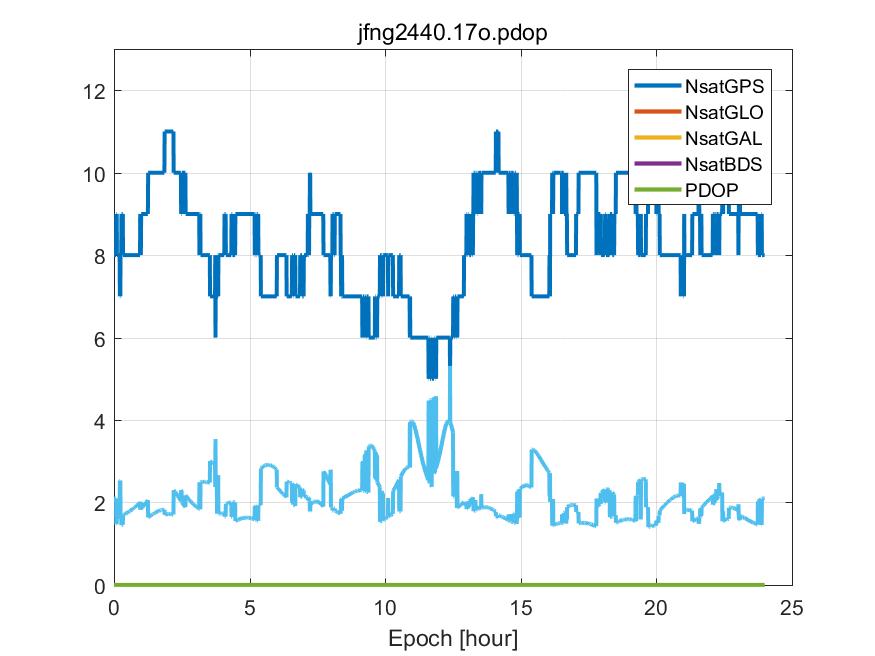 jfng2440.17o.pdop
12
10
8
6
4
2
0
NsatGPS
NsatGLO
NsatGAL
NsatBDS
PDOP
0 5 10 15 20 25
Epoch [hour]